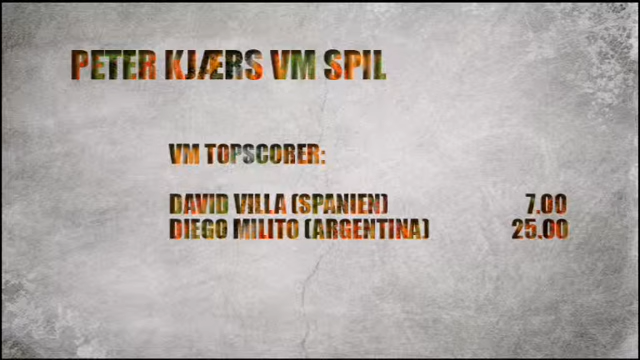 PETER KJÆRS VM SPIL
VM TOPSCORER:
DAVID VILLA (SPANIEN) 7.00
DIEGO MILITO (ARGENTINA) 25.00